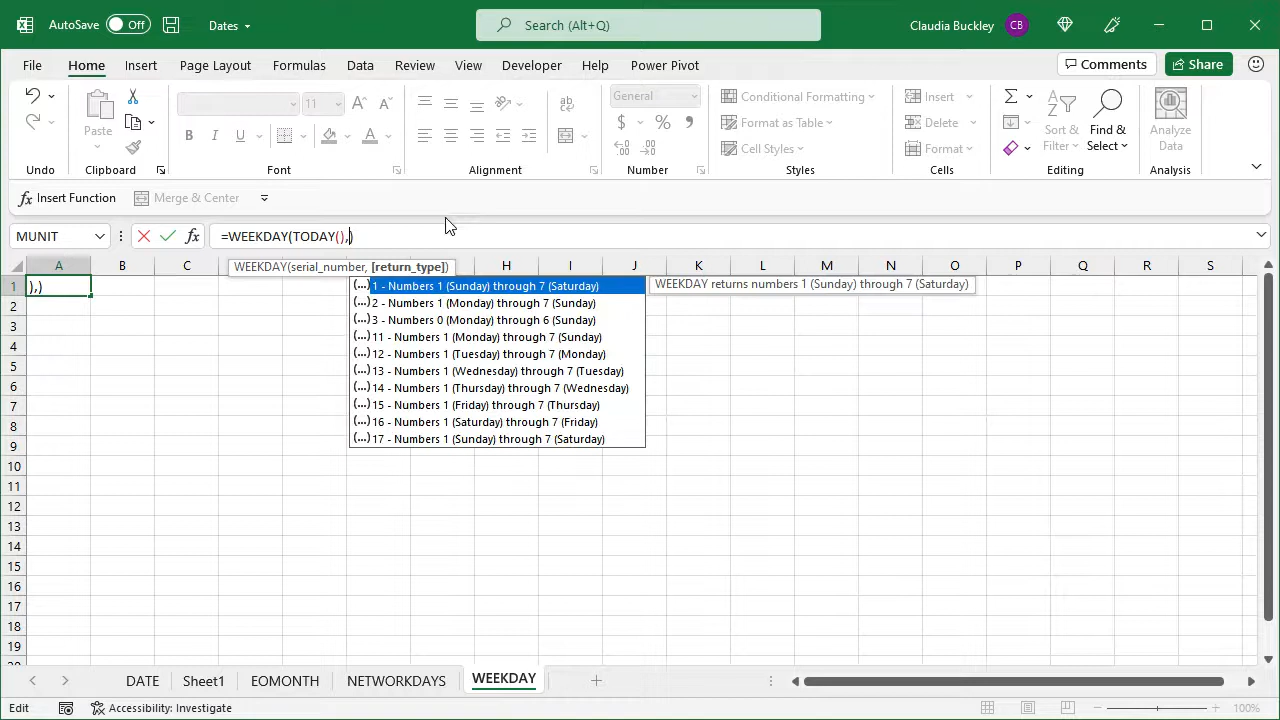 AutoSave Off Dates Search (Alt+Q) Claudia Buckley CB
File Home Insert Page Layout Formulas Data Review View Developer Help Power Pivot Comments Share
Paste
11
General
Conditional Formatting
Format as Table
Cell Styles
Insert
Delete
Format
Sort & Filter
Find & Select
Analyze Data
Undo Clipboard Font Alignment Number Styles Cells Editing Analysis
fx Insert Function Merge & Center
MUNIT fx =WEEKDAY(TODAY(),)
WEEKDAY(serial_number, [return_type])
A B C H I J K L M N O P Q R S
1 ),)
(...) 1 - Numbers 1 (Sunday) through 7 (Saturday) WEEKDAY returns numbers 1 (Sunday) through 7 (Saturday)
(...) 2 - Numbers 1 (Monday) through 7 (Sunday)
(...) 3 - Numbers 0 (Monday) through 6 (Sunday)
(...) 11 - Numbers 1 (Monday) through 7 (Sunday)
(...) 12 - Numbers 1 (Tuesday) through 7 (Monday)
(...) 13 - Numbers 1 (Wednesday) through 7 (Tuesday)
(...) 14 - Numbers 1 (Thursday) through 7 (Wednesday)
(...) 15 - Numbers 1 (Friday) through 7 (Thursday)
(...) 16 - Numbers 1 (Saturday) through 7 (Friday)
(...) 17 - Numbers 1 (Sunday) through 7 (Saturday)
2
3
4
5
6
7
8
9
10
11
12
13
14
15
16
17
18
19
DATE Sheet1 EOMONTH NETWORKDAYS WEEKDAY
Edit Accessibility: Investigate 100%